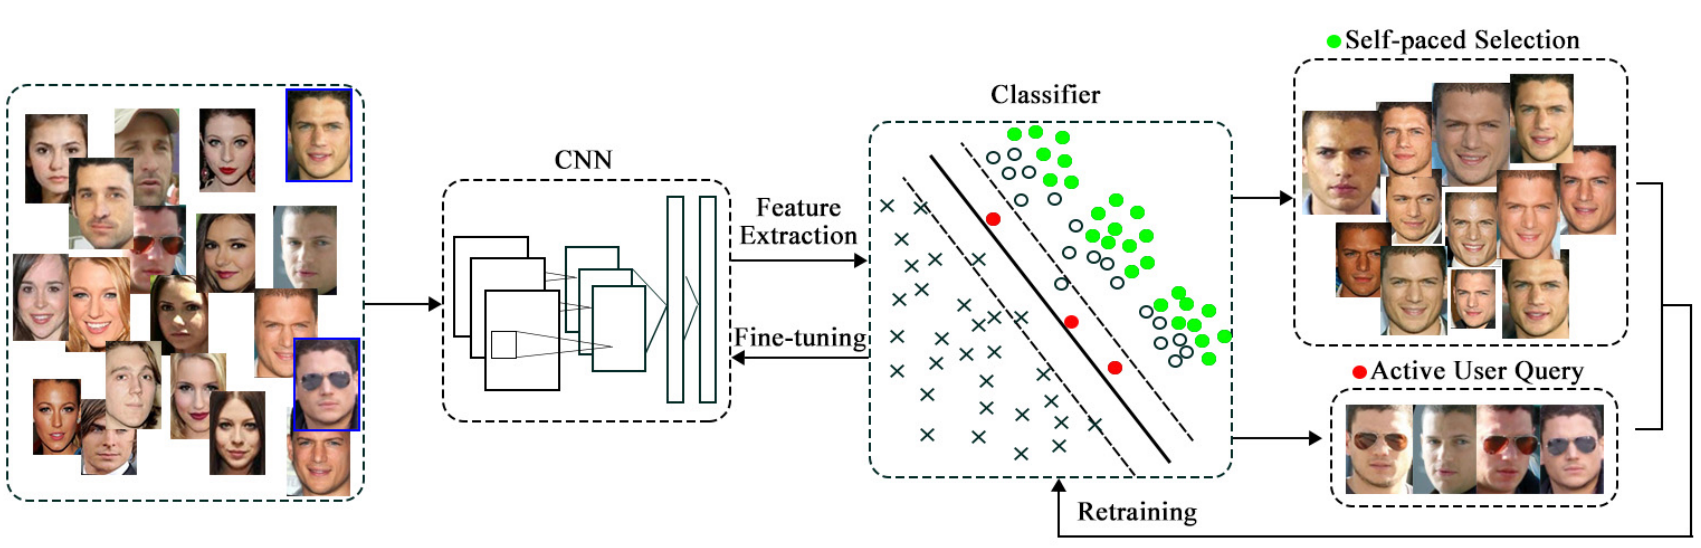 Self-paced Selection
Classifier
CNN
Feature
Extraction
Fine-tuning
Active User Query
Retraining